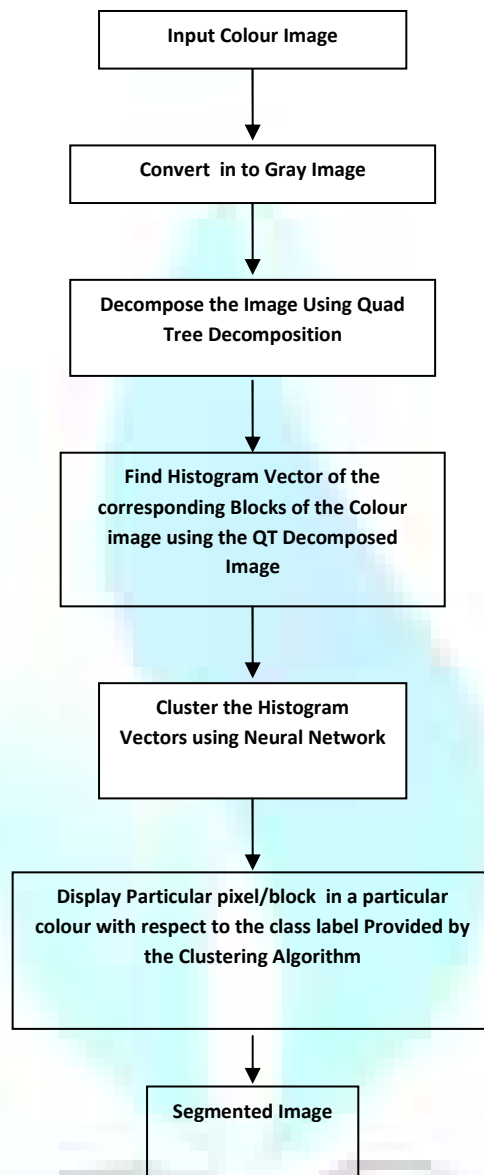 Input Colour Image
Convert in to Gray Image
Decompose the Image Using Quad
Tree Decomposition
Find Histogram Vector of the
corresponding Blocks of the Colour
image using the QT Decomposed
Image
Cluster the Histogram
Vectors using Neural Network
Display Particular pixel/block in a particular
colour with respect to the class label Provided by
the Clustering Algorithm
Segmented Image